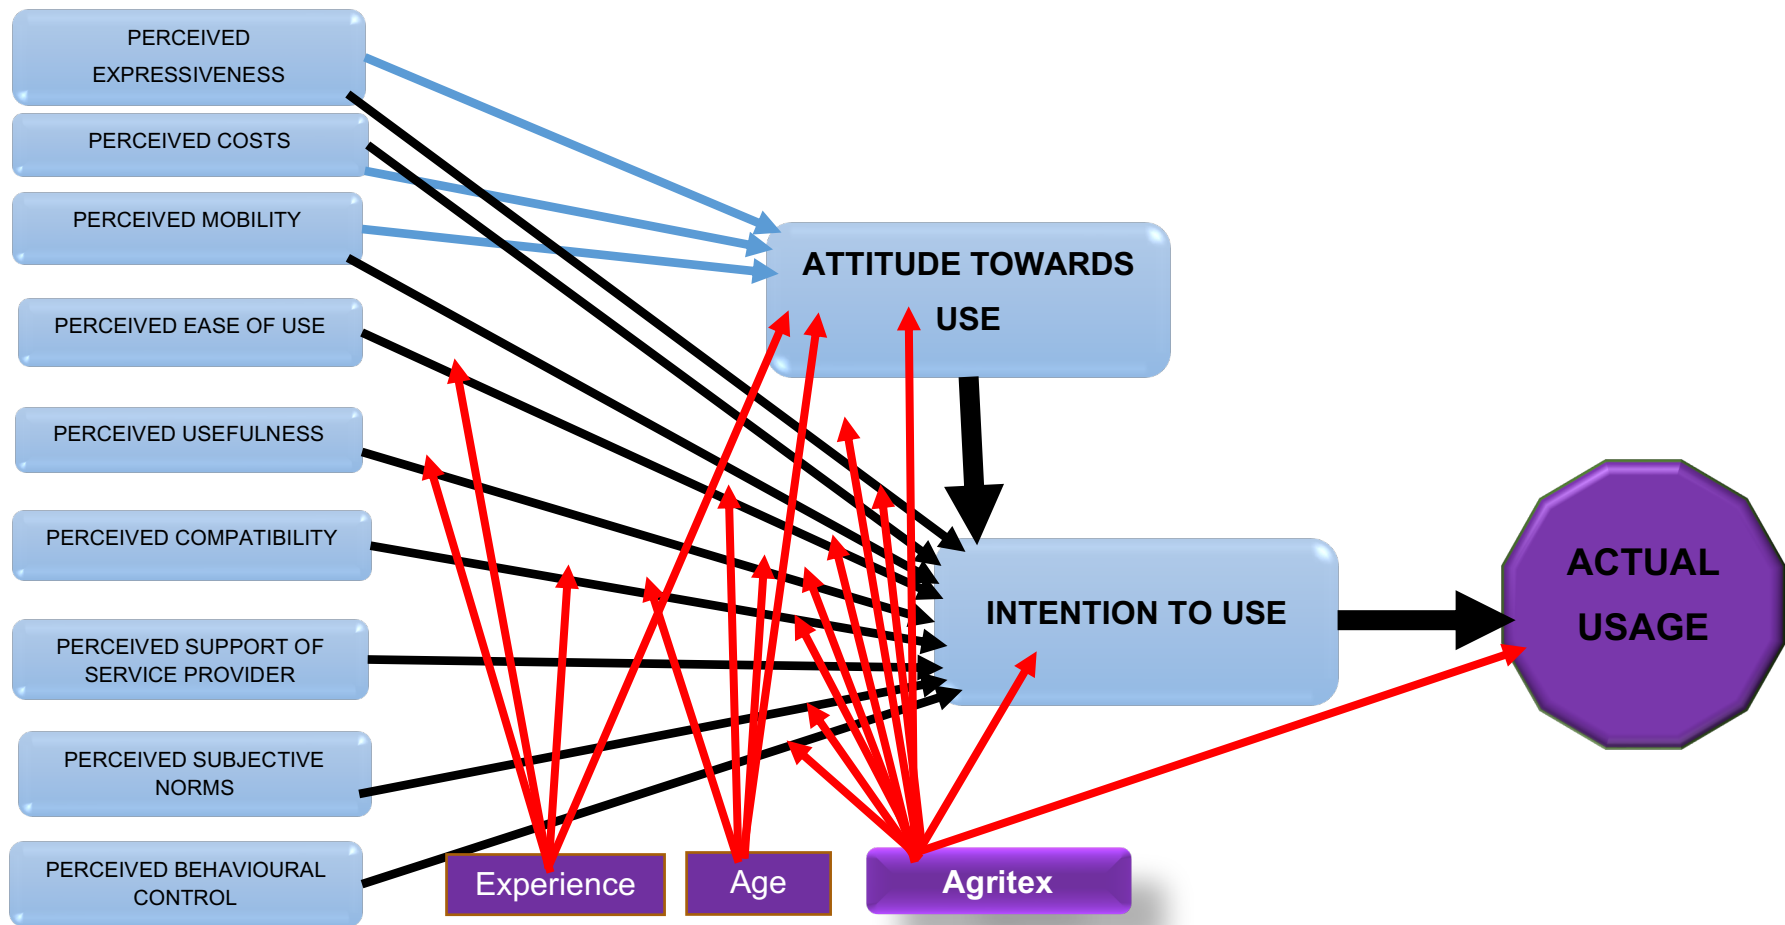 PERCEIVED
EXPRESSIVENESS
PERCEIVED COSTS
PERCEIVED MOBILITY
PERCEIVED EASE OF USE
PERCEIVED USEFULNESS
PERCEIVED COMPATIBILITY
PERCEIVED SUPPORT OF
SERVICE PROVIDER
PERCEIVED SUBJECTIVE
NORMS
PERCEIVED BEHAVIOURAL
CONTROL
ATTITUDE TOWARDS
USE
INTENTION TO USE
ACTUAL
USAGE
Experience
Age
Agritex